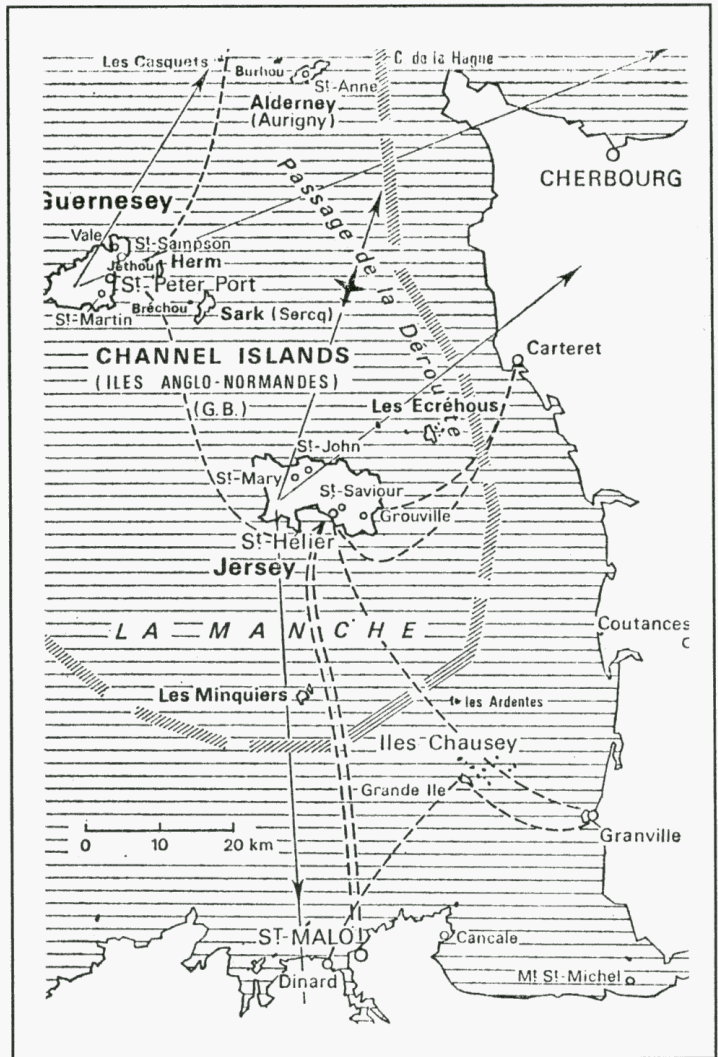 Les Casquets
C. de la Hague
Burhou
St-Anne
Alderney
(Aurigny)
CHERBOURG
Passage de la Déroute
Guernesey
Vale
St-Sampson
Jéthou
Herm
St-Peter Port
Bréchou
St-Martin
Sark (Sercq)
CHANNEL ISLANDS
(ILES ANGLO-NORMANDES)
(G.B.)
Carteret
Les Ecréhous
St-John
St-Mary
St-Saviour
Grouville
St-Hélier
Jersey
LA MANCHE
Coutances
Les Minquiers
les Ardentes
Iles Chausey
Grande Ile
0 10 20 km
Granville
ST-MALO
Cancale
Dinard
Mt St-Michel